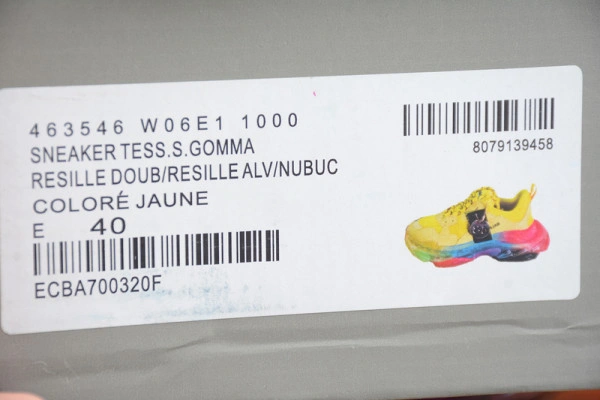 463546 W06E1 1000
SNEAKER TESS.S.GOMMA
RESILLE DOUB/RESILLE ALV/NUBUC
COLORÉ JAUNE
E 40
ECBA700320F
8079139458